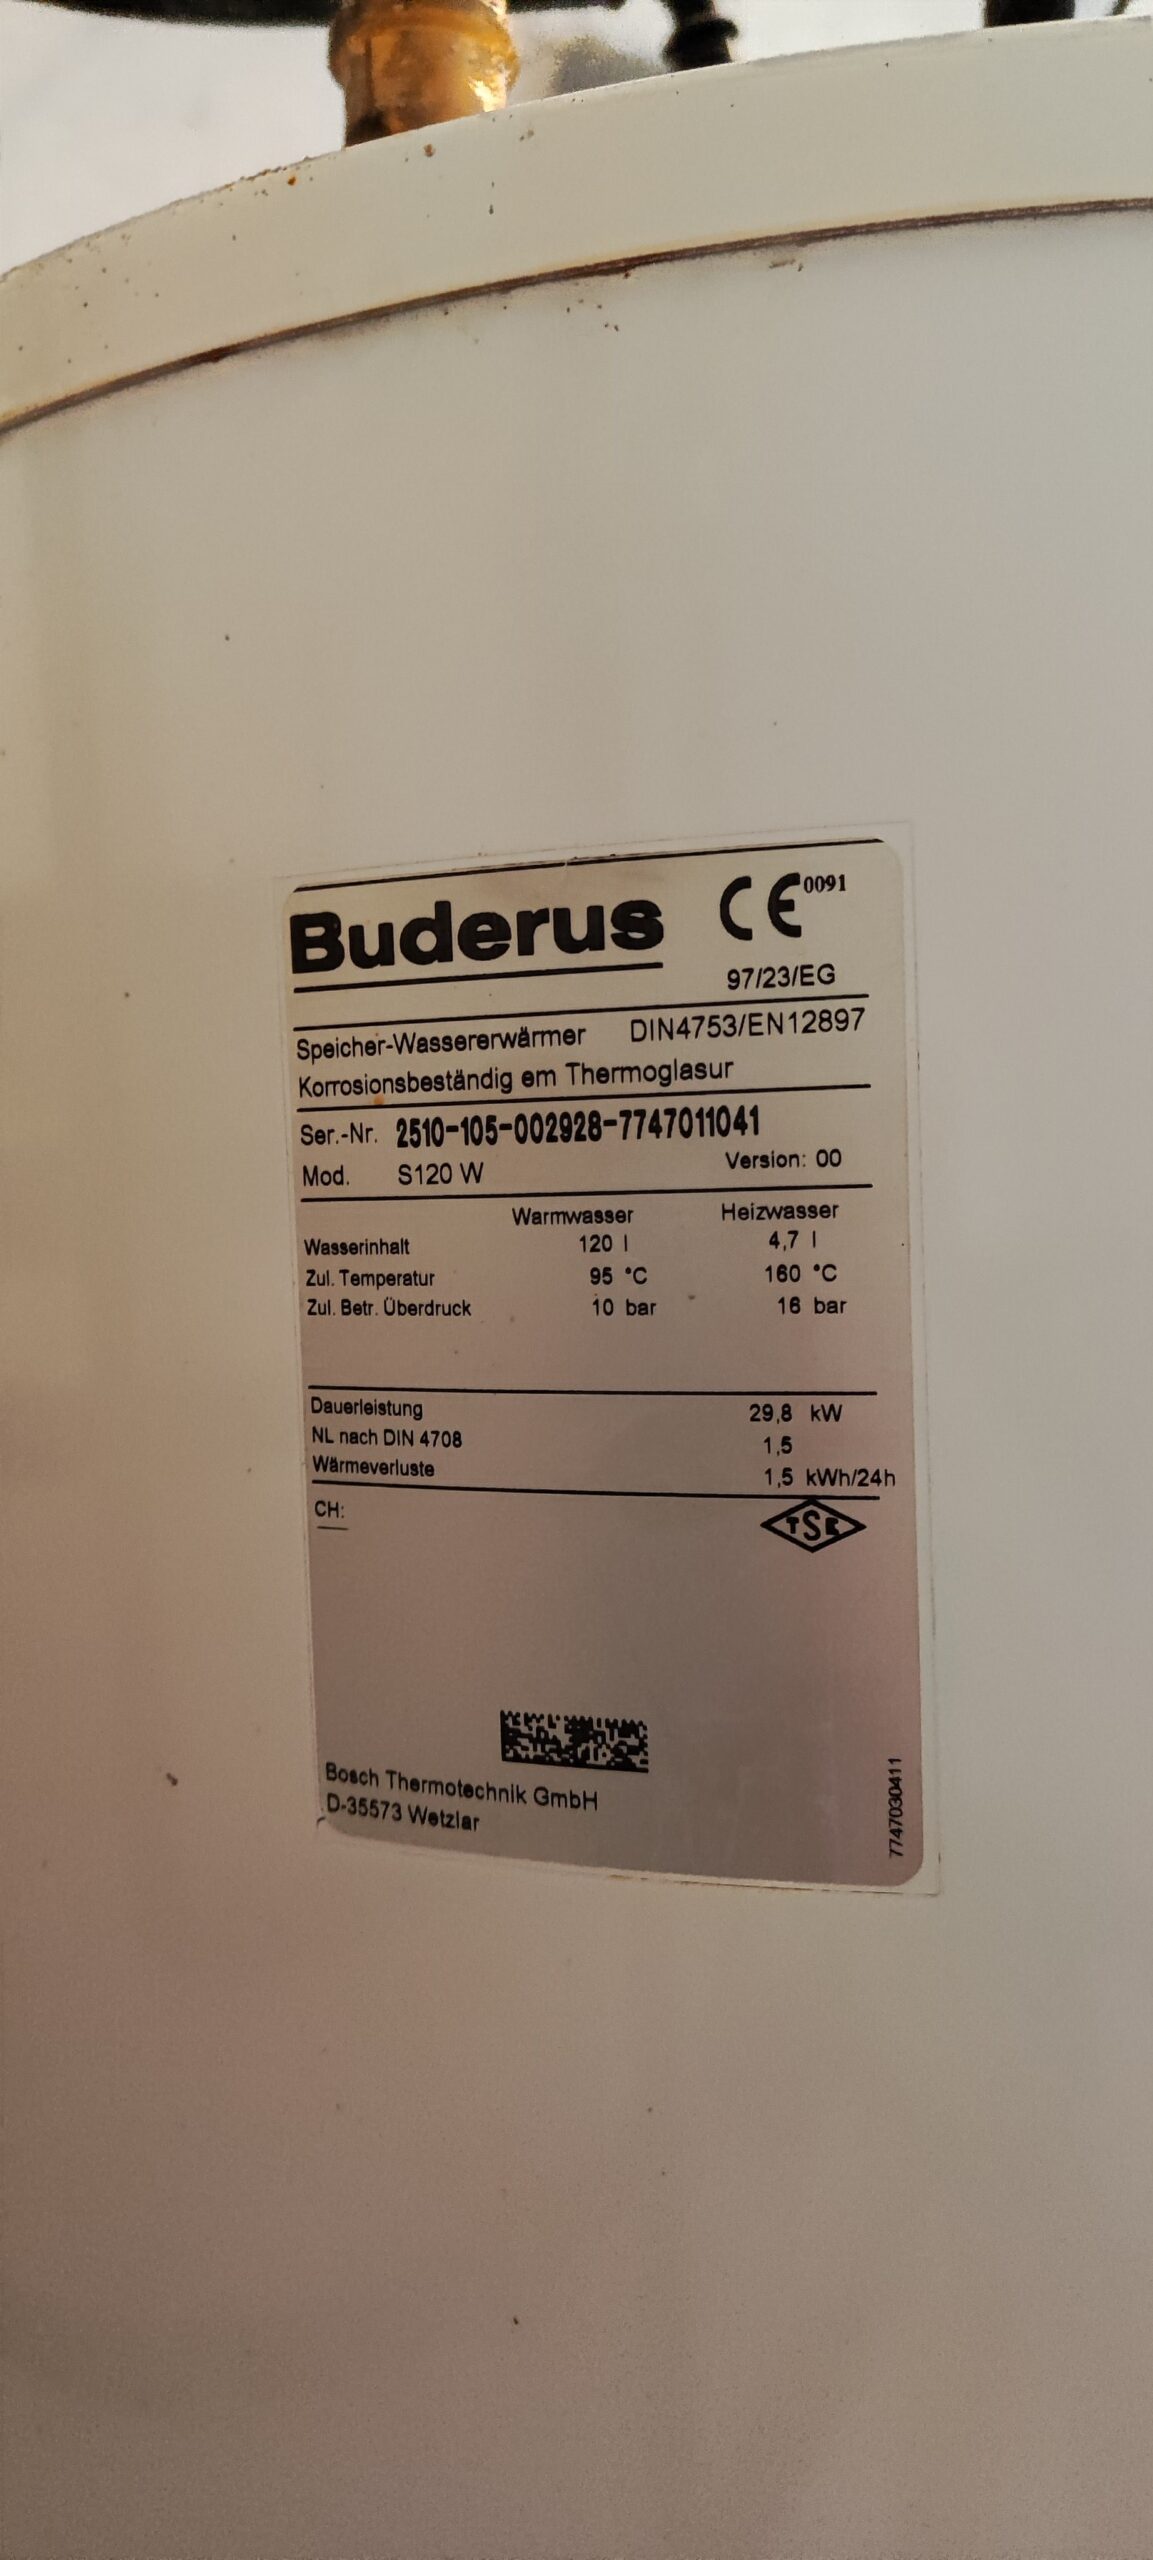 Buderus CE 0091
97/23/EG
Speicher-Wassererwärmer DIN4753/EN12897
Korrosionsbeständig em Thermoglasur
Ser.-Nr. 2510-105-002928-7747011041
Mod. S120 W Version: 00
Warmwasser Heizwasser
Wasserinhalt 120 l 4,7 l
Zul. Temperatur 95 °C 160 °C
Zul. Betr. Überdruck 10 bar 16 bar
Dauerleistung 29,8 kW
NL nach DIN 4708 1,5
Wärmeverluste 1,5 kWh/24h
CH:
TSE
Bosch Thermotechnik GmbH
D-35573 Wetzlar
7747030411